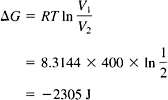 ΔG = RT ln V₁/V₂
= 8.3144 × 400 × ln 1/2
= −2305 J